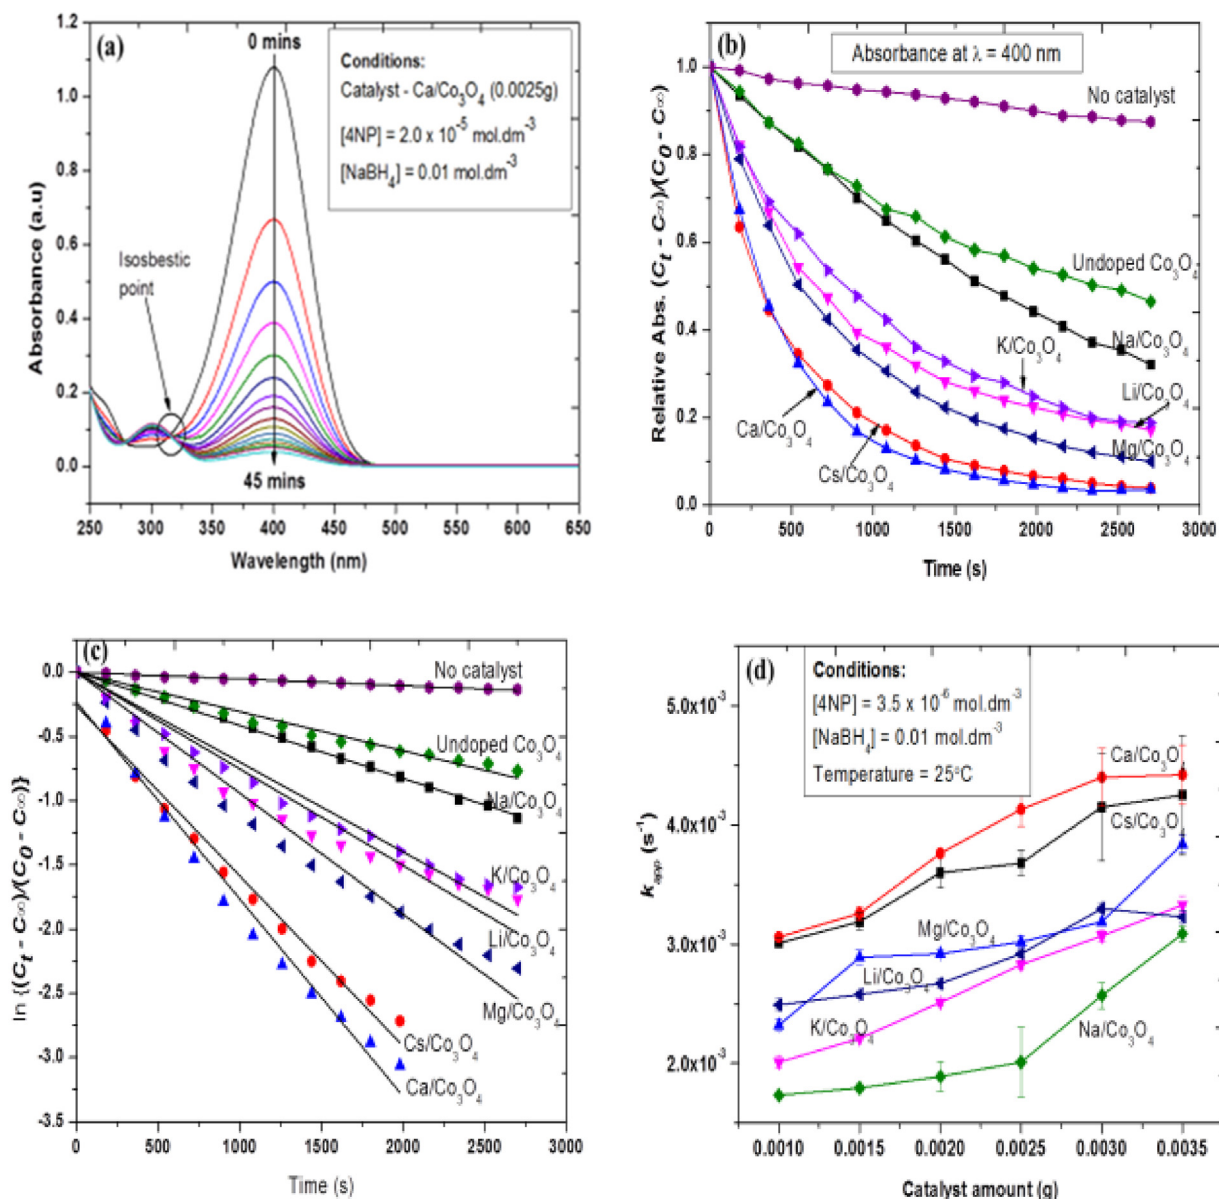 (a)
0 mins
Conditions:
Catalyst - Ca/Co₃O₄ (0.0025g)
[4NP] = 2.0 x 10⁻⁵ mol.dm⁻³
[NaBH₄] = 0.01 mol.dm⁻³
Isosbestic
point
45 mins
1.2
1.0
0.8
0.6
0.4
0.2
0.0
Absorbance (a.u)
250 300 350 400 450 500 550 600 650
Wavelength (nm)
(b)
Absorbance at λ = 400 nm
No catalyst
Undoped Co₃O₄
Na/Co₃O₄
K/Co₃O₄
Li/Co₃O₄
Mg/Co₃O₄
Ca/Co₃O₄
Cs/Co₃O₄
1.0
0.8
0.6
0.4
0.2
0.0
Relative Abs. (Cₜ - C∞)/(C₀ - C∞)
0 500 1000 1500 2000 2500 3000
Time (s)
(c)
No catalyst
Undoped Co₃O₄
Na/Co₃O₄
K/Co₃O₄
Li/Co₃O₄
Mg/Co₃O₄
Cs/Co₃O₄
Ca/Co₃O₄
0.0
-0.5
-1.0
-1.5
-2.0
-2.5
-3.0
-3.5
ln {(Cₜ - C∞)/(C₀ - C∞)}
0 500 1000 1500 2000 2500 3000
Time (s)
(d)
Conditions:
[4NP] = 3.5 x 10⁻⁶ mol.dm⁻³
[NaBH₄] = 0.01 mol.dm⁻³
Temperature = 25°C
Ca/Co₃O
Cs/Co₃O
Mg/Co₃O₄
Li/Co₃O₄
K/Co₃O
Na/Co₃O₄
5.0x10⁻³
4.0x10⁻³
3.0x10⁻³
2.0x10⁻³
kapp (s⁻¹)
0.0010 0.0015 0.0020 0.0025 0.0030 0.0035
Catalyst amount (g)